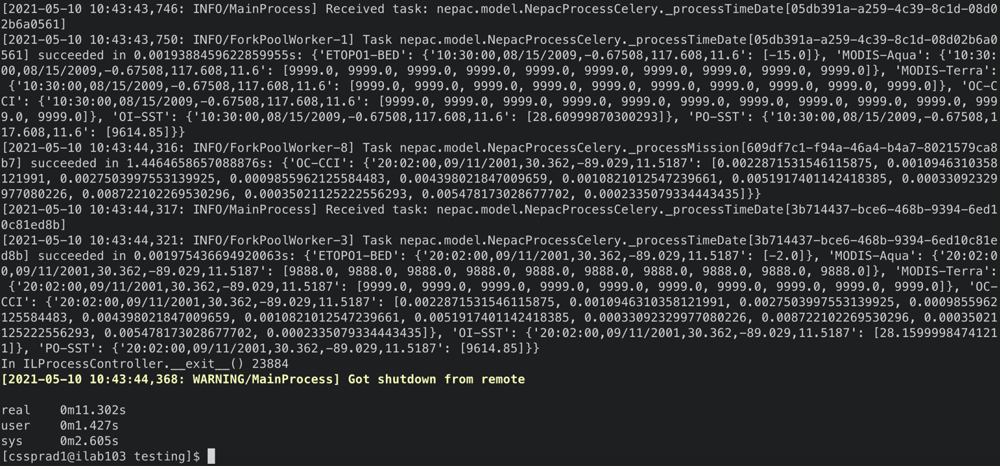 [2021-05-10 10:43:43,746: INFO/MainProcess] Received task: nepac.model.NepacProcessCelery._processTimeDate[05db391a-a259-4c39-8c1d-08d0
2b6a0561]
[2021-05-10 10:43:43,750: INFO/ForkPoolWorker-1] Task nepac.model.NepacProcessCelery._processTimeDate[05db391a-a259-4c39-8c1d-08d02b6a0
561] succeeded in 0.0019388459622859955s: {'ETOPO1-BED': {'10:30:00,08/15/2009,-0.67508,117.608,11.6': [-15.0]}, 'MODIS-Aqua': {'10:30:
00,08/15/2009,-0.67508,117.608,11.6': [9999.0, 9999.0, 9999.0, 9999.0, 9999.0, 9999.0, 9999.0, 9999.0, 9999.0, 9999.0]}, 'MODIS-Terra':
 {'10:30:00,08/15/2009,-0.67508,117.608,11.6': [9999.0, 9999.0, 9999.0, 9999.0, 9999.0, 9999.0, 9999.0, 9999.0, 9999.0, 9999.0]}, 'OC-C
CI': {'10:30:00,08/15/2009,-0.67508,117.608,11.6': [9999.0, 9999.0, 9999.0, 9999.0, 9999.0, 9999.0, 9999.0, 9999.0, 9999.0, 9999.0, 999
9.0, 9999.0]}, 'OI-SST': {'10:30:00,08/15/2009,-0.67508,117.608,11.6': [28.60999870300293]}, 'PO-SST': {'10:30:00,08/15/2009,-0.67508,1
17.608,11.6': [9614.85]}}
[2021-05-10 10:43:44,316: INFO/ForkPoolWorker-8] Task nepac.model.NepacProcessCelery._processMission[609df7c1-f94a-46a4-b4a7-8021579ca8
b7] succeeded in 1.4464658657088876s: {'OC-CCI': {'20:02:00,09/11/2001,30.362,-89.029,11.5187': [0.0022871531546115875, 0.0010946310358
121991, 0.0027503997553139925, 0.0009855962125584483, 0.004398021847009659, 0.0010821012547239661, 0.0051917401142418385, 0.00033092329
977080226, 0.008722102269530296, 0.00035021125222556293, 0.005478173028677702, 0.0002335079334443435]}}
[2021-05-10 10:43:44,317: INFO/MainProcess] Received task: nepac.model.NepacProcessCelery._processTimeDate[3b714437-bce6-468b-9394-6ed1
0c81ed8b]
[2021-05-10 10:43:44,321: INFO/ForkPoolWorker-3] Task nepac.model.NepacProcessCelery._processTimeDate[3b714437-bce6-468b-9394-6ed10c81e
d8b] succeeded in 0.001975436694920063s: {'ETOPO1-BED': {'20:02:00,09/11/2001,30.362,-89.029,11.5187': [-2.0]}, 'MODIS-Aqua': {'20:02:0
0,09/11/2001,30.362,-89.029,11.5187': [9888.0, 9888.0, 9888.0, 9888.0, 9888.0, 9888.0, 9888.0, 9888.0, 9888.0, 9888.0]}, 'MODIS-Terra':
 {'20:02:00,09/11/2001,30.362,-89.029,11.5187': [9999.0, 9999.0, 9999.0, 9999.0, 9999.0, 9999.0, 9999.0, 9999.0, 9999.0, 9999.0]}, 'OC-
CCI': {'20:02:00,09/11/2001,30.362,-89.029,11.5187': [0.0022871531546115875, 0.0010946310358121991, 0.0027503997553139925, 0.0009855962
125584483, 0.004398021847009659, 0.0010821012547239661, 0.0051917401142418385, 0.00033092329977080226, 0.008722102269530296, 0.00035021
125222556293, 0.005478173028677702, 0.0002335079334443435]}, 'OI-SST': {'20:02:00,09/11/2001,30.362,-89.029,11.5187': [28.1599998474121
1]}, 'PO-SST': {'20:02:00,09/11/2001,30.362,-89.029,11.5187': [9614.85]}}
In ILProcessController.__exit__() 23884
[2021-05-10 10:43:44,368: WARNING/MainProcess] Got shutdown from remote
real    0m11.302s
user    0m1.427s
sys     0m2.605s
[cssprad1@ilab103 testing]$